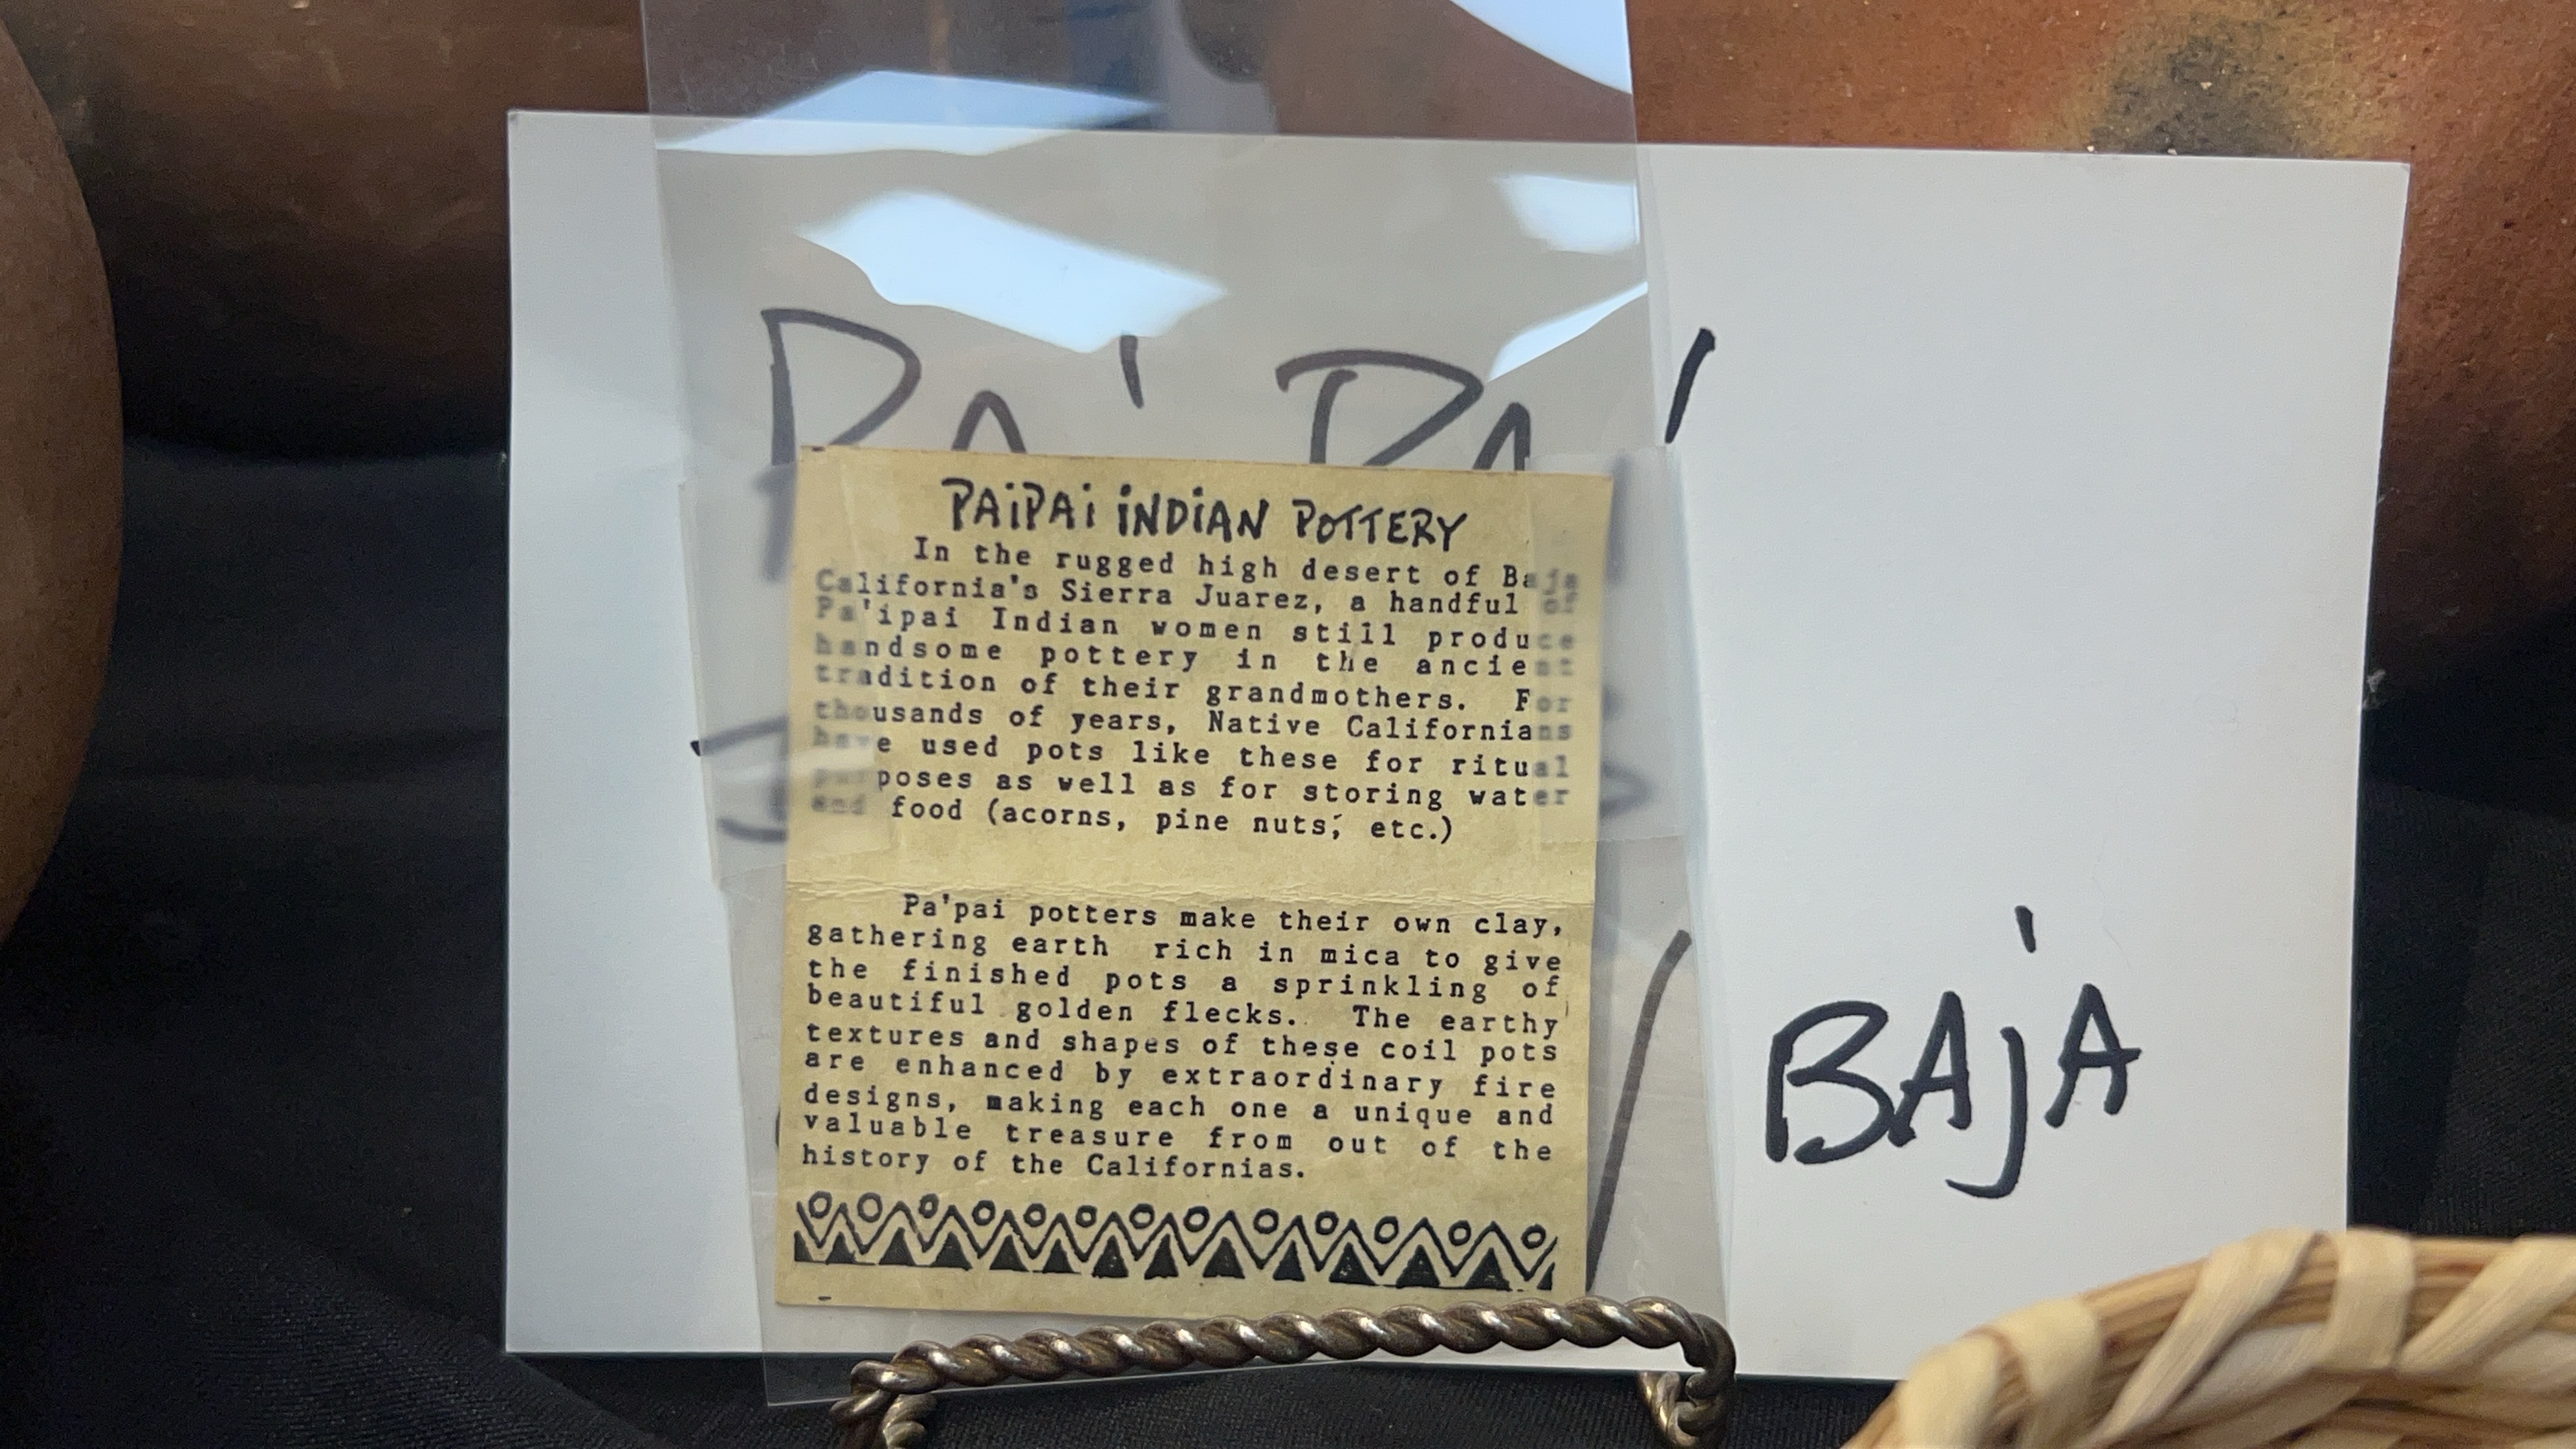 Pa' Pa'
PAiPAi iNDiAN POTTERY
In the rugged high desert of Baja
California's Sierra Juarez, a handful of
Pa'ipai Indian women still produce
handsome pottery in the ancient
tradition of their grandmothers. For
thousands of years, Native Californians
have used pots like these for ritual
purposes as well as for storing water
and food (acorns, pine nuts, etc.)
Pa'pai potters make their own clay,
gathering earth rich in mica to give
the finished pots a sprinkling of
beautiful golden flecks. The earthy
textures and shapes of these coil pots
are enhanced by extraordinary fire
designs, making each one a unique and
valuable treasure from out of the
history of the Californias.
BAjA